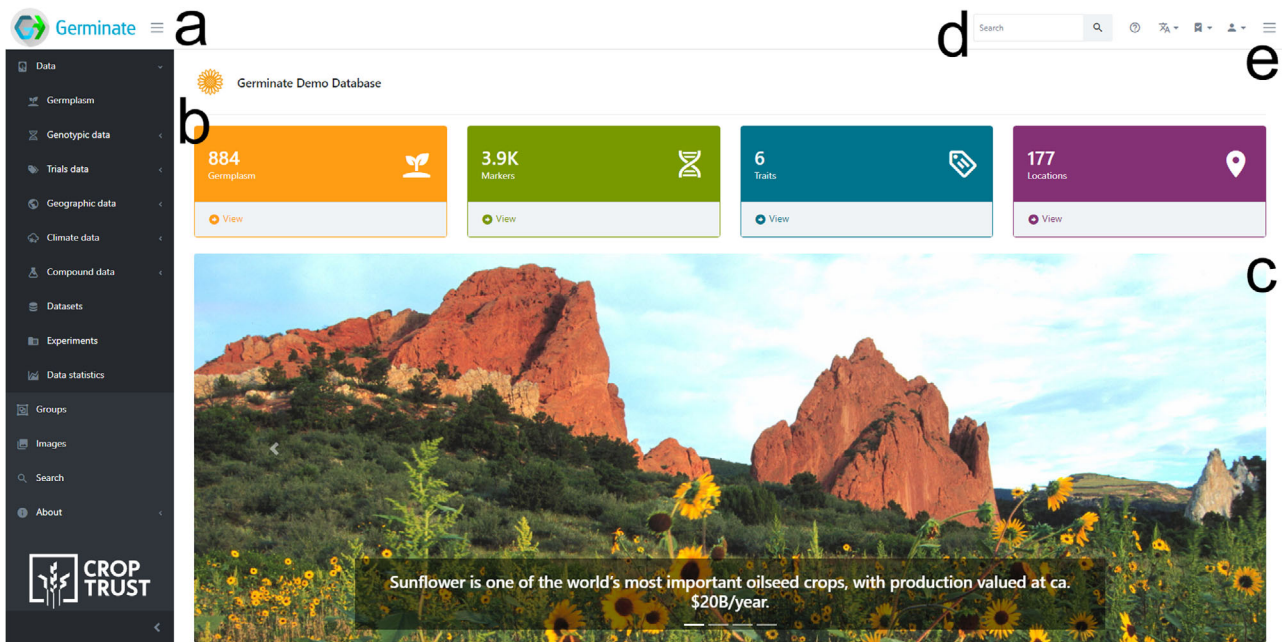 Germinate
a
d
Search
e
Data
Germplasm
Genotypic data
Trials data
Geographic data
Climate data
Compound data
Datasets
Experiments
Data statistics
Groups
Images
Search
About
CROP
TRUST
Germinate Demo Database
b
884
Germplasm
View
3.9K
Markers
View
6
Traits
View
177
Locations
View
c
Sunflower is one of the world's most important oilseed crops, with production valued at ca.
$20B/year.